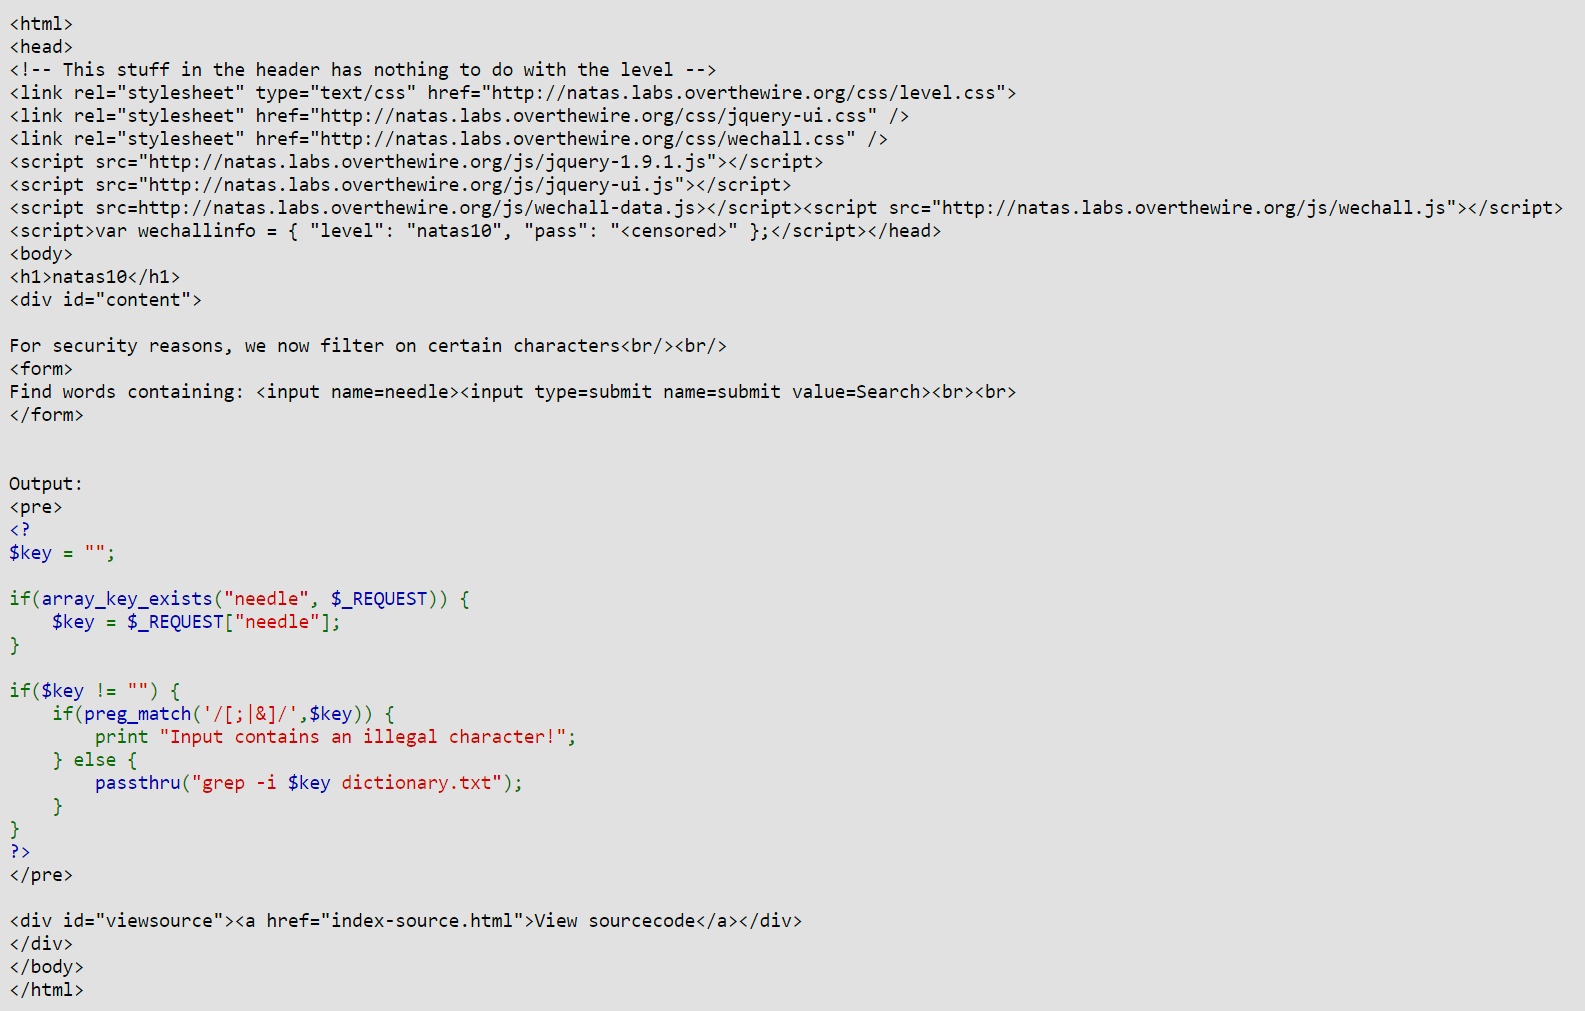 <html>
<head>
<!-- This stuff in the header has nothing to do with the level -->
<link rel="stylesheet" type="text/css" href="http://natas.labs.overthewire.org/css/level.css">
<link rel="stylesheet" href="http://natas.labs.overthewire.org/css/jquery-ui.css" />
<link rel="stylesheet" href="http://natas.labs.overthewire.org/css/wechall.css" />
<script src="http://natas.labs.overthewire.org/js/jquery-1.9.1.js"></script>
<script src="http://natas.labs.overthewire.org/js/jquery-ui.js"></script>
<script src=http://natas.labs.overthewire.org/js/wechall-data.js></script><script src="http://natas.labs.overthewire.org/js/wechall.js"></script>
<script>var wechallinfo = { "level": "natas10", "pass": "<censored>" };</script></head>
<body>
<h1>natas10</h1>
<div id="content">

For security reasons, we now filter on certain characters<br/><br/>
<form>
Find words containing: <input name=needle><input type=submit name=submit value=Search><br><br>
</form>


Output:
<pre>
<?
$key = "";

if(array_key_exists("needle", $_REQUEST)) {
    $key = $_REQUEST["needle"];
}

if($key != "") {
    if(preg_match('/[;|&]/',$key)) {
        print "Input contains an illegal character!";
    } else {
        passthru("grep -i $key dictionary.txt");
    }
}
?>
</pre>

<div id="viewsource"><a href="index-source.html">View sourcecode</a></div>
</div>
</body>
</html>